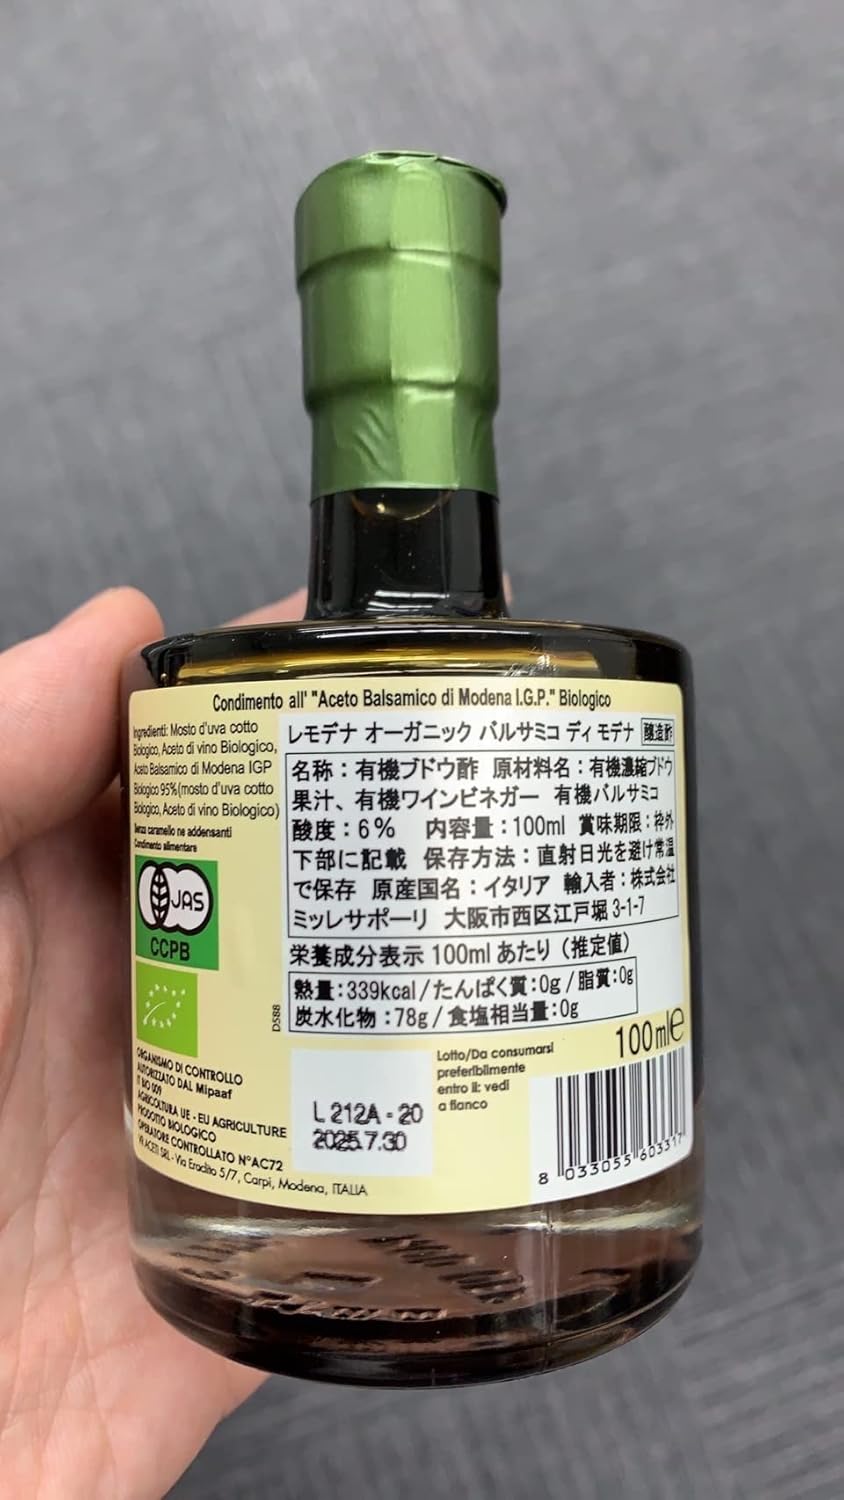 Condimento all' "Aceto Balsamico di Modena I.G.P." Biologico
Ingredienti: Mosto d'uva cotto
Biologico, Aceto di vino Biologico,
Aceto Balsamico di Modena IGP
Biologico 95%(mosto d'uva cotto
Biologico, Aceto di vino Biologico)
Senza caramello ne addensanti
Condimento alimentare
JAS
CCPB
レモデナ オーガニック バルサミコ ディ モデナ 醸造酢
名称：有機ブドウ酢 原材料名：有機濃縮ブドウ
果汁、有機ワインビネガー 有機バルサミコ
酸度：6% 内容量：100ml 賞味期限：枠外
下部に記載 保存方法：直射日光を避け常温
で保存 原産国名：イタリア 輸入者：株式会社
ミッレサポーリ 大阪市西区江戸堀 3-1-7
栄養成分表示 100ml あたり（推定値）
熱量：339kcal/たんぱく質：0g/脂質：0g
炭水化物：78g/食塩相当量：0g
D588
100ml℮
ORGANISMO DI CONTROLLO
AUTORIZZATO DAL Mipaaf
IT BIO 009
AGRICOLTURA UE - EU AGRICULTURE
PRODOTTO BIOLOGICO
OPERATORE CONTROLLATO N°AC72
ACETI SRL - Via Eraclito 5/7, Carpi, Modena, ITALIA
L 212A - 20
2025.7.30
Lotto/Da consumarsi
preferibilmente
entro il: vedi
a fianco
8 033055 603317